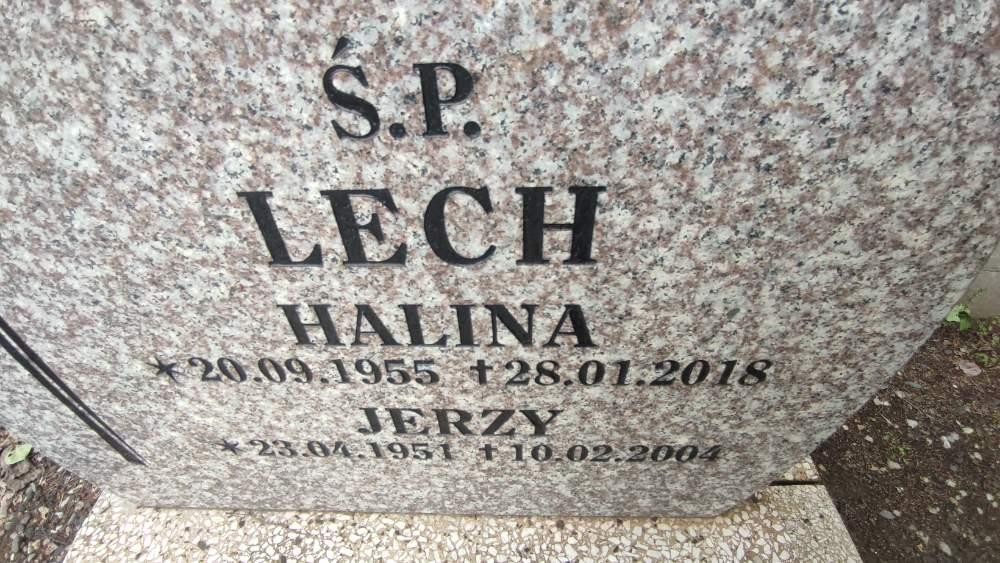 Ś.P.
LECH
HALINA
*20.09.1955 †28.01.2018
JERZY
*23.04.1951 †10.02.2004